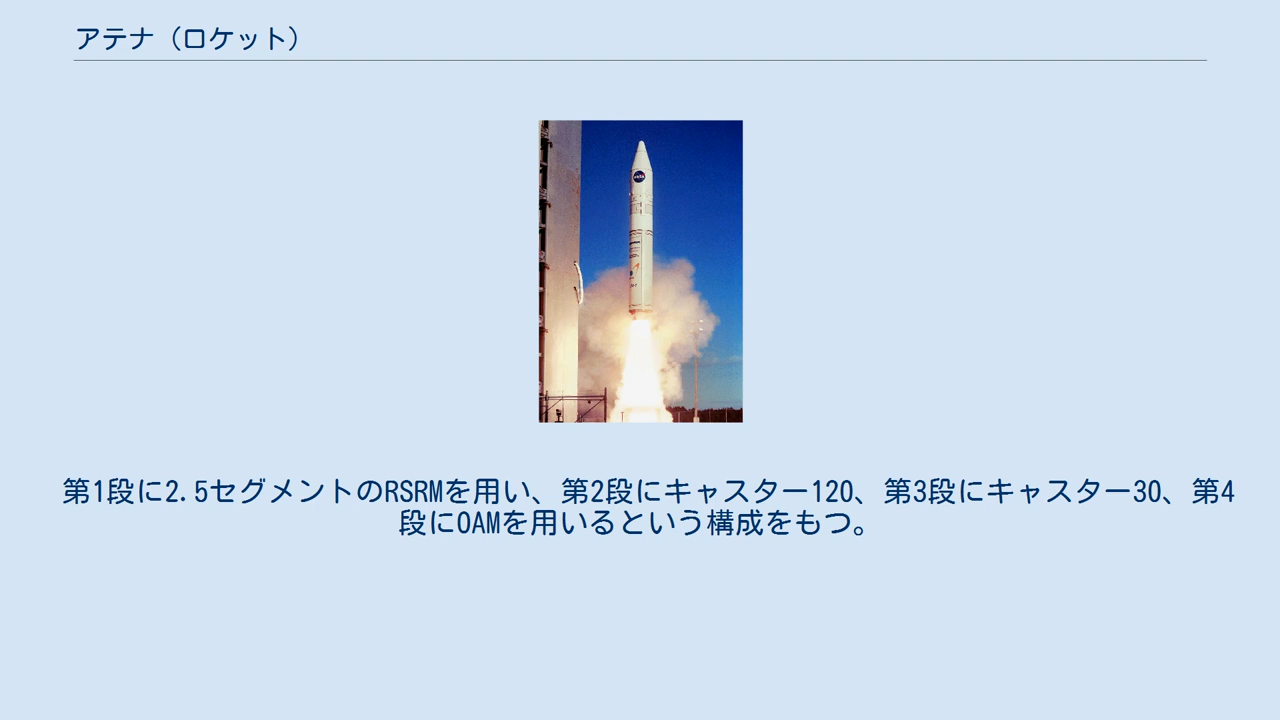 アテナ（ロケット）
第1段に2.5セグメントのRSRMを用い、第2段にキャスター120、第3段にキャスター30、第4
段にOAMを用いるという構成をもつ。